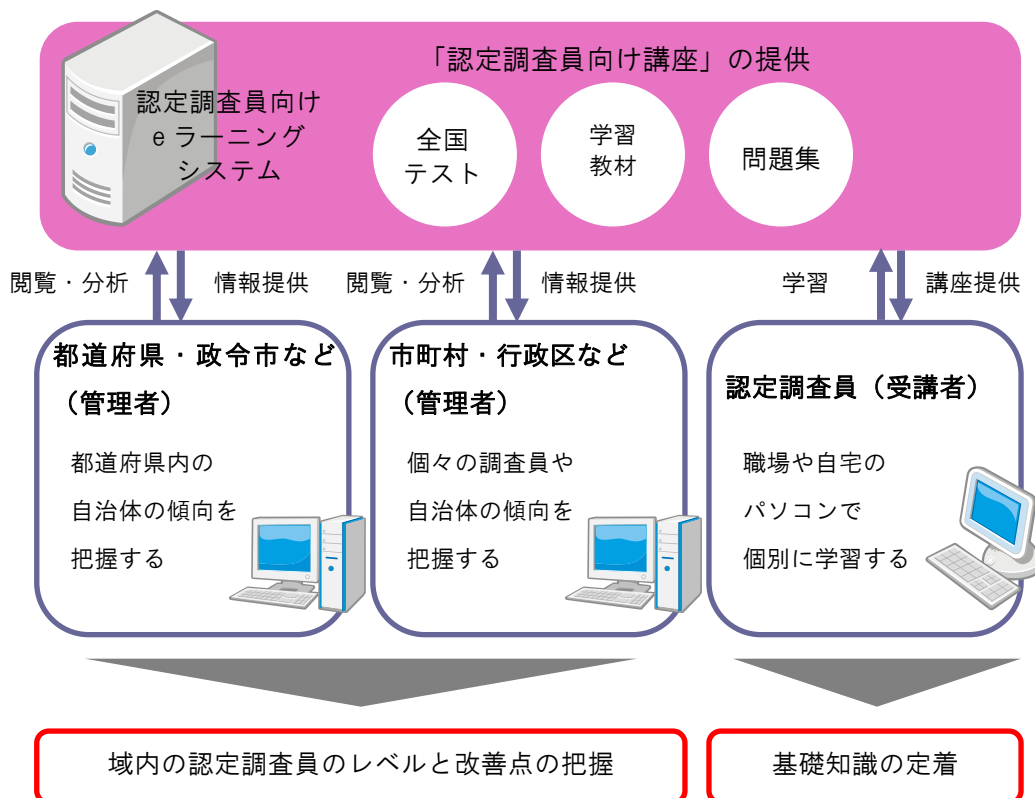 「認定調査員向け講座」の提供
認定調査員向け
e ラーニング
システム
全国
テスト
学習
教材
問題集
閲覧・分析
情報提供
閲覧・分析
情報提供
学習
講座提供
都道府県・政令市など
（管理者）
都道府県内の
自治体の傾向を
把握する
市町村・行政区など
（管理者）
個々の調査員や
自治体の傾向を
把握する
認定調査員（受講者）
職場や自宅の
パソコンで
個別に学習する
域内の認定調査員のレベルと改善点の把握
基礎知識の定着